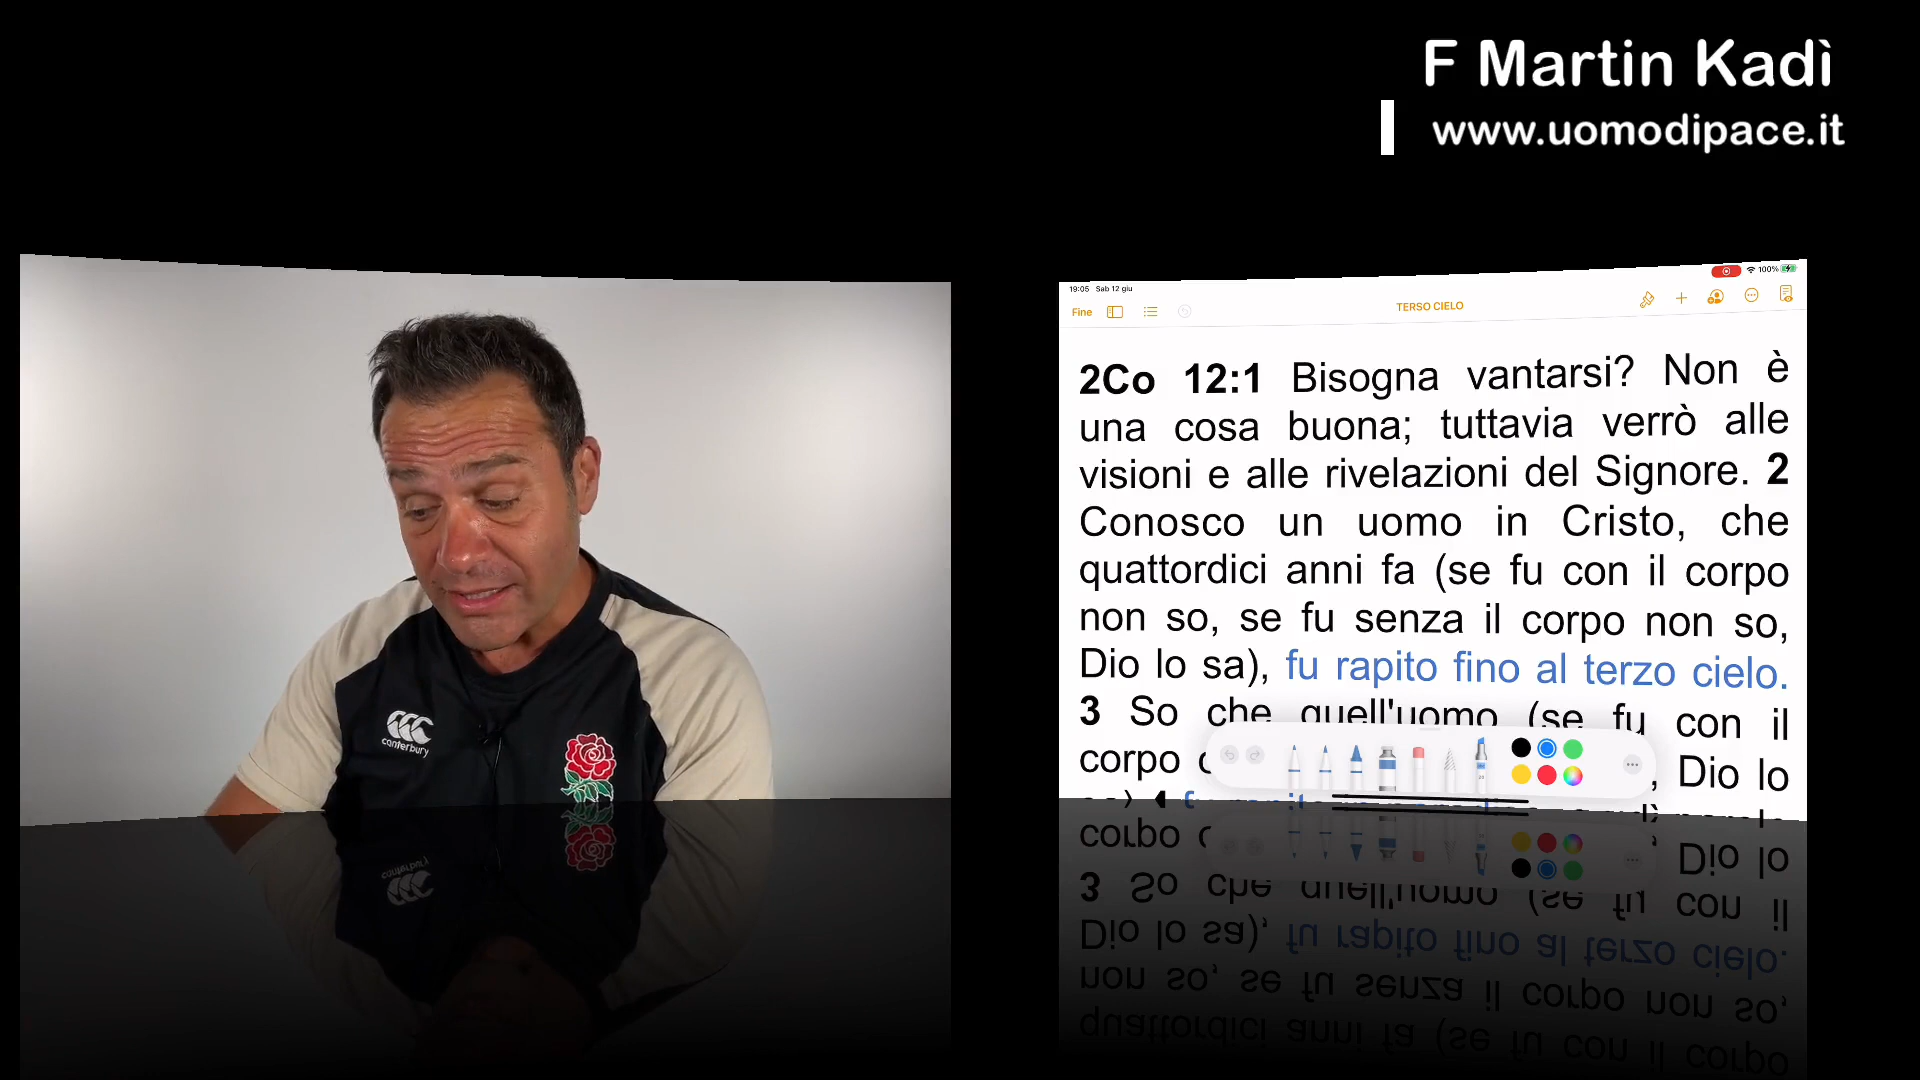 F Martin Kadì
www.uomodipace.it
canterbury
19:05 Sab 12 giu
100%
Fine
TERSO CIELO
2Co 12:1 Bisogna vantarsi? Non è
una cosa buona; tuttavia verrò alle
visioni e alle rivelazioni del Signore. 2
Conosco un uomo in Cristo, che
quattordici anni fa (se fu con il corpo
non so, se fu senza il corpo non so,
Dio lo sa), fu rapito fino al terzo cielo.
3 So che quell'uomo (se fu con il
corpo o , Dio lo